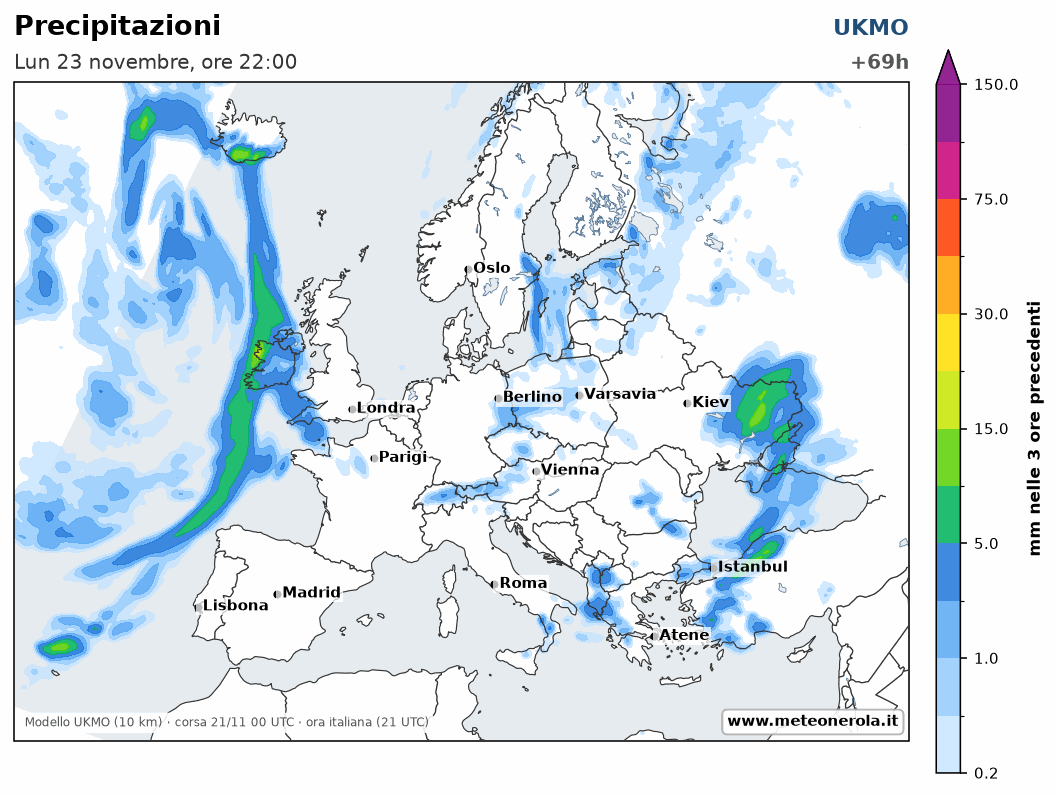 Precipitazioni
UKMO
Lun 23 novembre, ore 22:00
+69h
150.0
75.0
30.0
15.0
5.0
1.0
0.2
mm nelle 3 ore precedenti
Oslo
Londra
Berlino
Varsavia
Kiev
Parigi
Vienna
Istanbul
Roma
Madrid
Lisbona
Atene
Modello UKMO (10 km) · corsa 21/11 00 UTC · ora italiana (21 UTC)
www.meteonerola.it